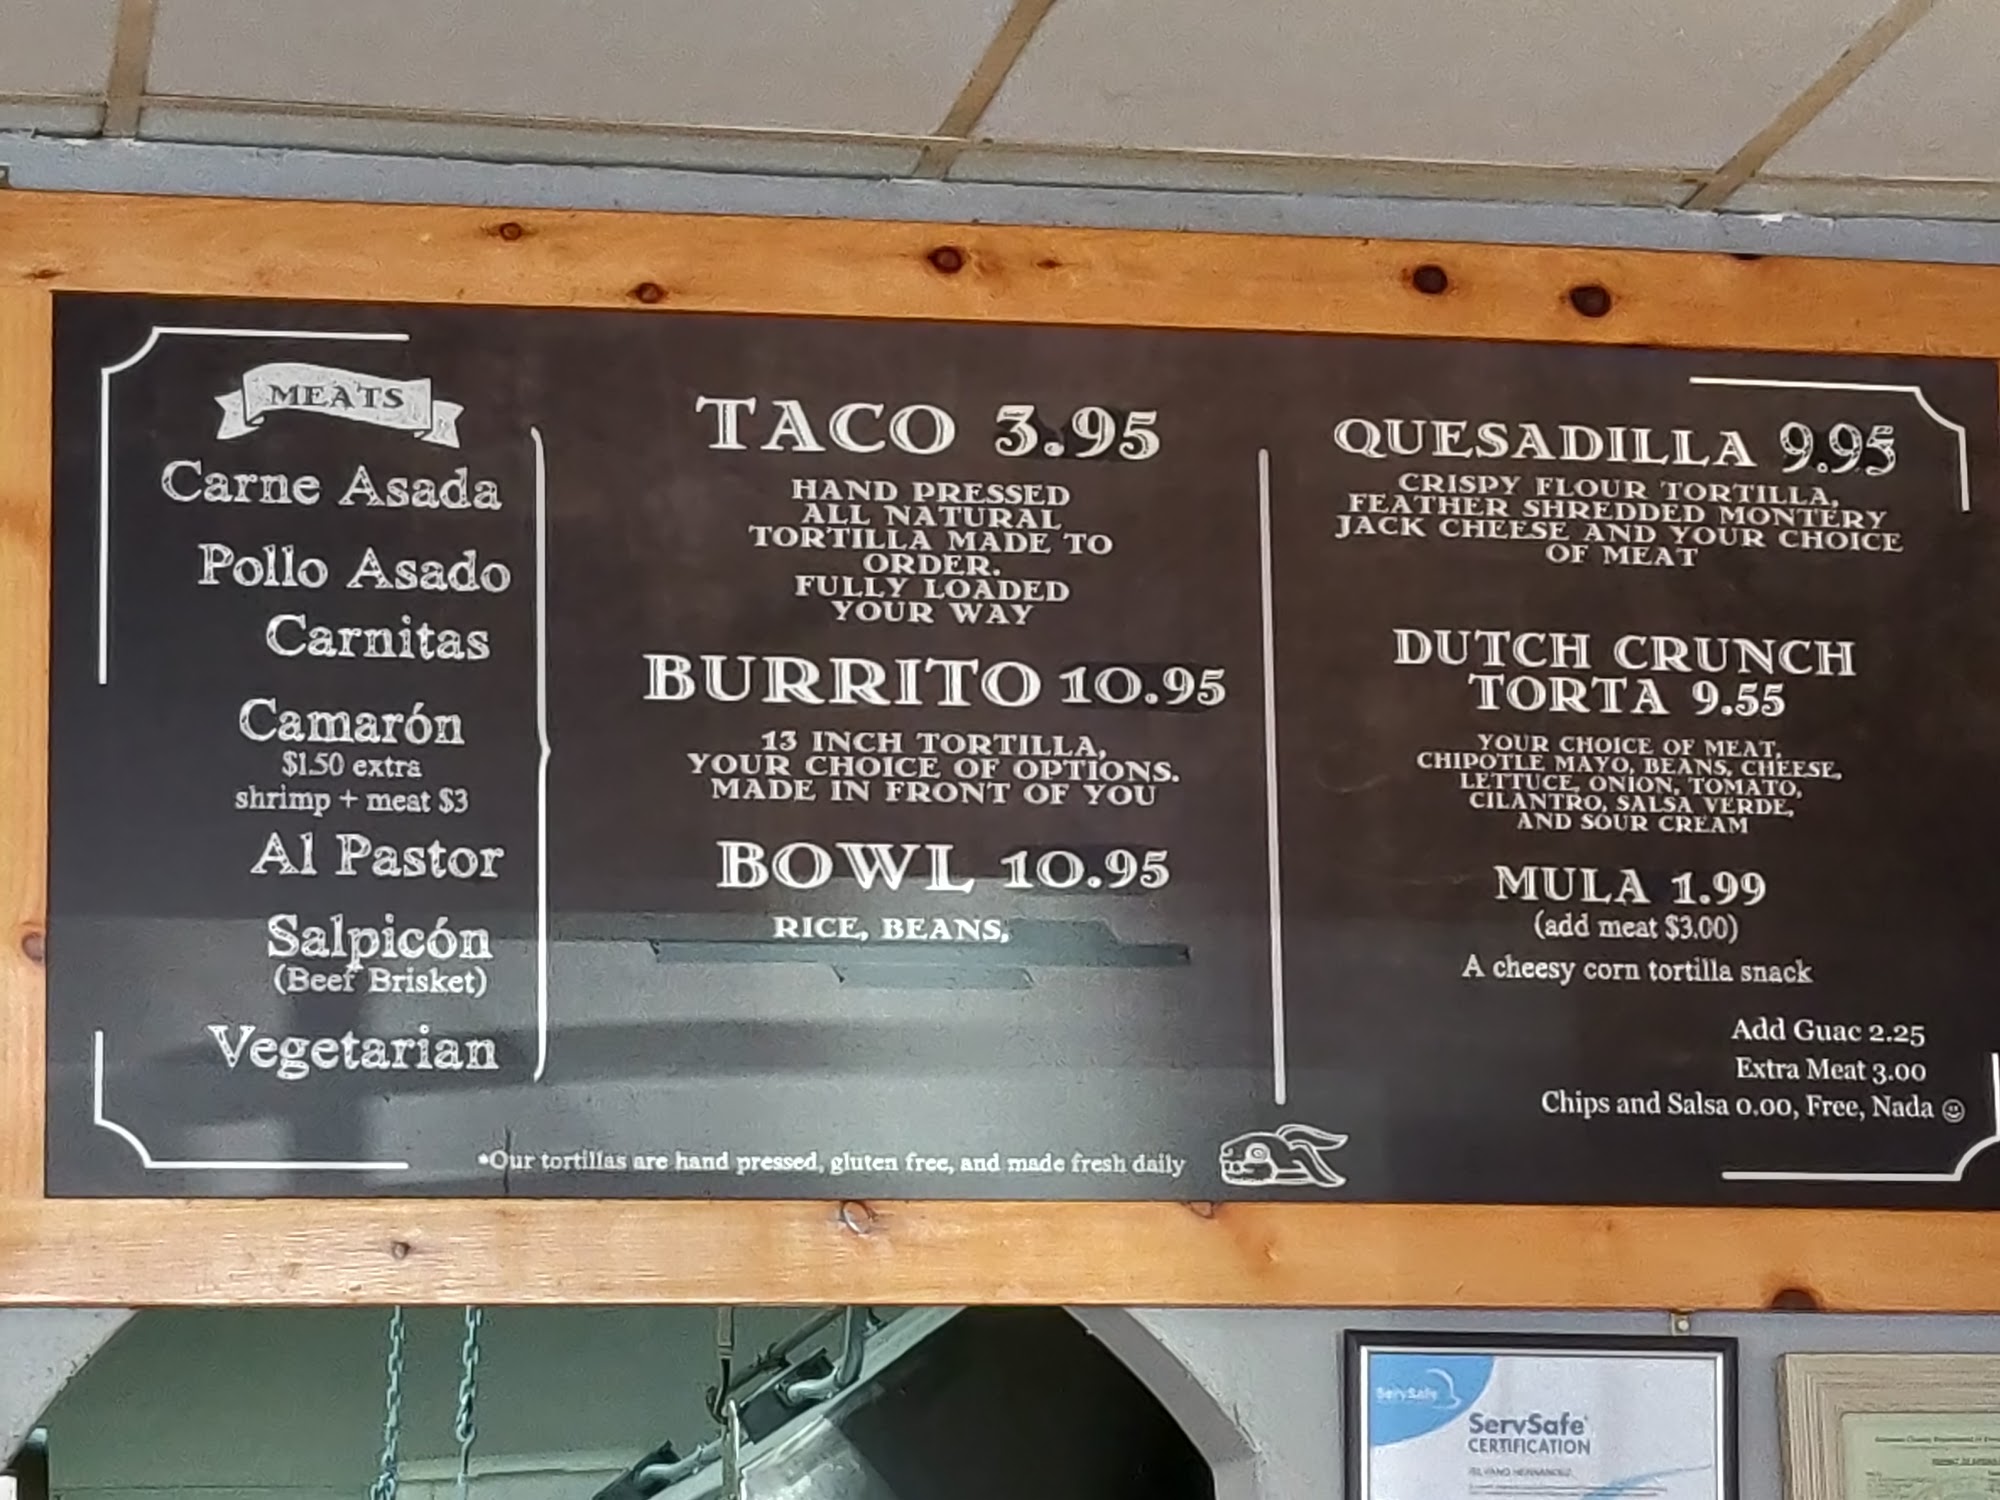 MEATS
Carne Asada
Pollo Asado
Carnitas
Camarón
$1.50 extra
shrimp + meat $3
Al Pastor
Salpicón
(Beef Brisket)
Vegetarian
TACO 3.95
HAND PRESSED
ALL NATURAL
TORTILLA MADE TO
ORDER.
FULLY LOADED
YOUR WAY
BURRITO 10.95
13 INCH TORTILLA,
YOUR CHOICE OF OPTIONS.
MADE IN FRONT OF YOU
BOWL 10.95
RICE, BEANS,
QUESADILLA 9.95
CRISPY FLOUR TORTILLA,
FEATHER SHREDDED MONTERY
JACK CHEESE AND YOUR CHOICE
OF MEAT
DUTCH CRUNCH
TORTA 9.55
YOUR CHOICE OF MEAT,
CHIPOTLE MAYO, BEANS, CHEESE,
LETTUCE, ONION, TOMATO,
CILANTRO, SALSA VERDE,
AND SOUR CREAM
MULA 1.99
(add meat $3.00)
A cheesy corn tortilla snack
Add Guac 2.25
Extra Meat 3.00
Chips and Salsa 0.00, Free, Nada
*Our tortillas are hand pressed, gluten free, and made fresh daily
ServSafe
ServSafe
CERTIFICATION